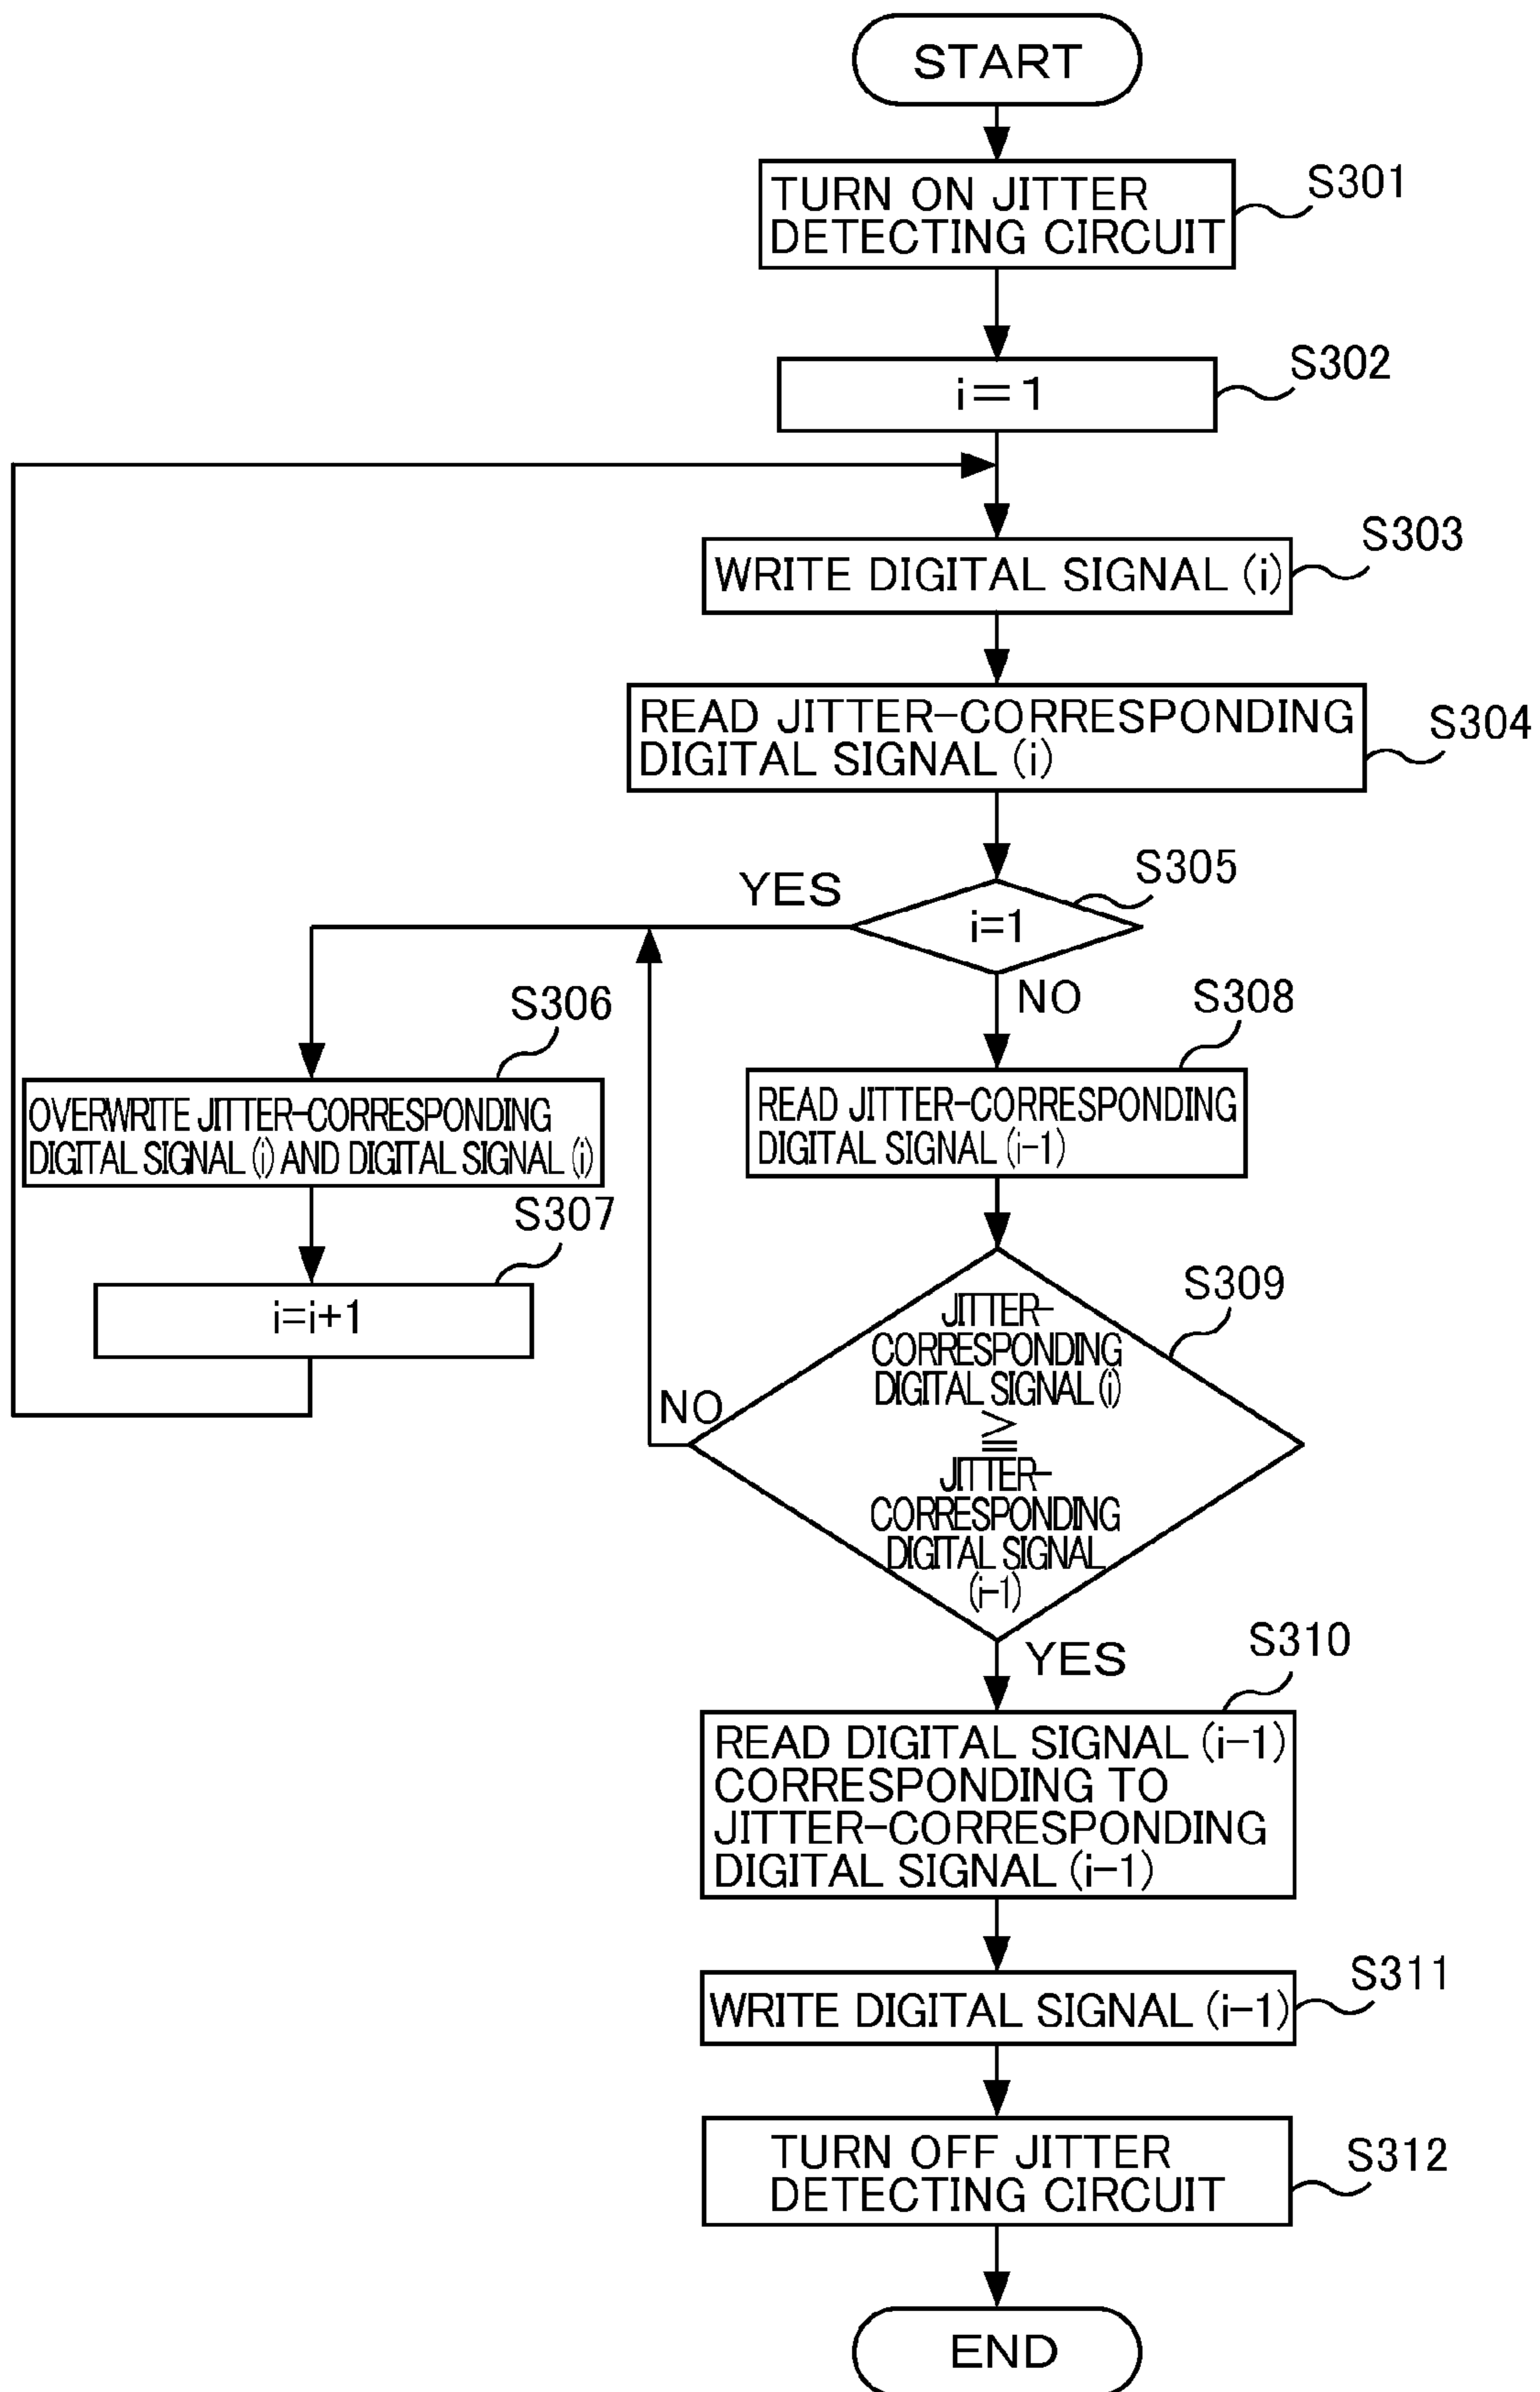 START
TURN ON JITTER
DETECTING CIRCUIT
S301
i=1
S302
WRITE DIGITAL SIGNAL (i)
S303
READ JITTER-CORRESPONDING
DIGITAL SIGNAL (i)
S304
YES
i=1
S305
NO
S306
OVERWRITE JITTER-CORRESPONDING
DIGITAL SIGNAL (i) AND DIGITAL SIGNAL (i)
S307
i=i+1
S308
READ JITTER-CORRESPONDING
DIGITAL SIGNAL (i-1)
S309
JITTER-
CORRESPONDING
DIGITAL SIGNAL (i)
≧
JITTER-
CORRESPONDING
DIGITAL SIGNAL
(i-1)
NO
YES
S310
READ DIGITAL SIGNAL (i-1)
CORRESPONDING TO
JITTER-CORRESPONDING
DIGITAL SIGNAL (i-1)
WRITE DIGITAL SIGNAL (i-1)
S311
TURN OFF JITTER
DETECTING CIRCUIT
S312
END